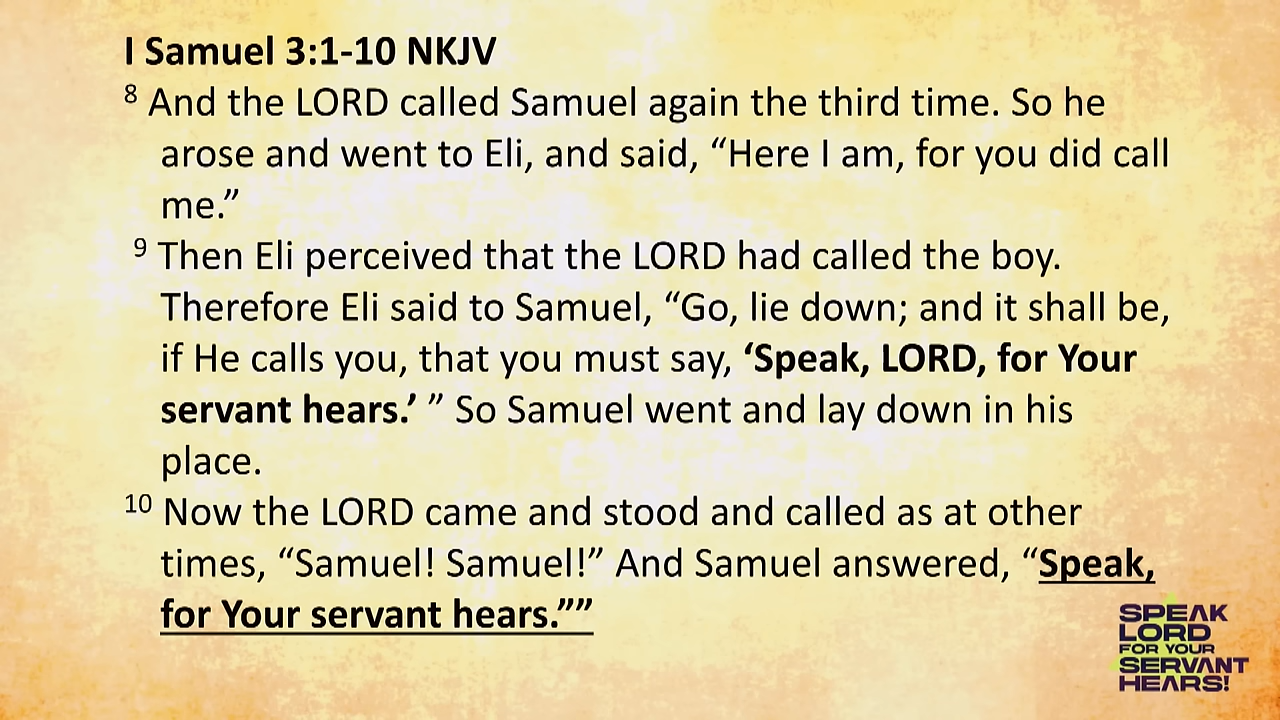 I Samuel 3:1-10 NKJV
8 And the LORD called Samuel again the third time. So he
arose and went to Eli, and said, “Here I am, for you did call
me.”
9 Then Eli perceived that the LORD had called the boy.
Therefore Eli said to Samuel, “Go, lie down; and it shall be,
if He calls you, that you must say, ‘Speak, LORD, for Your
servant hears.’ ” So Samuel went and lay down in his
place.
10 Now the LORD came and stood and called as at other
times, “Samuel! Samuel!” And Samuel answered, “Speak,
for Your servant hears.””
SPEAK
LORD
FOR YOUR
SERVANT
HEARS!